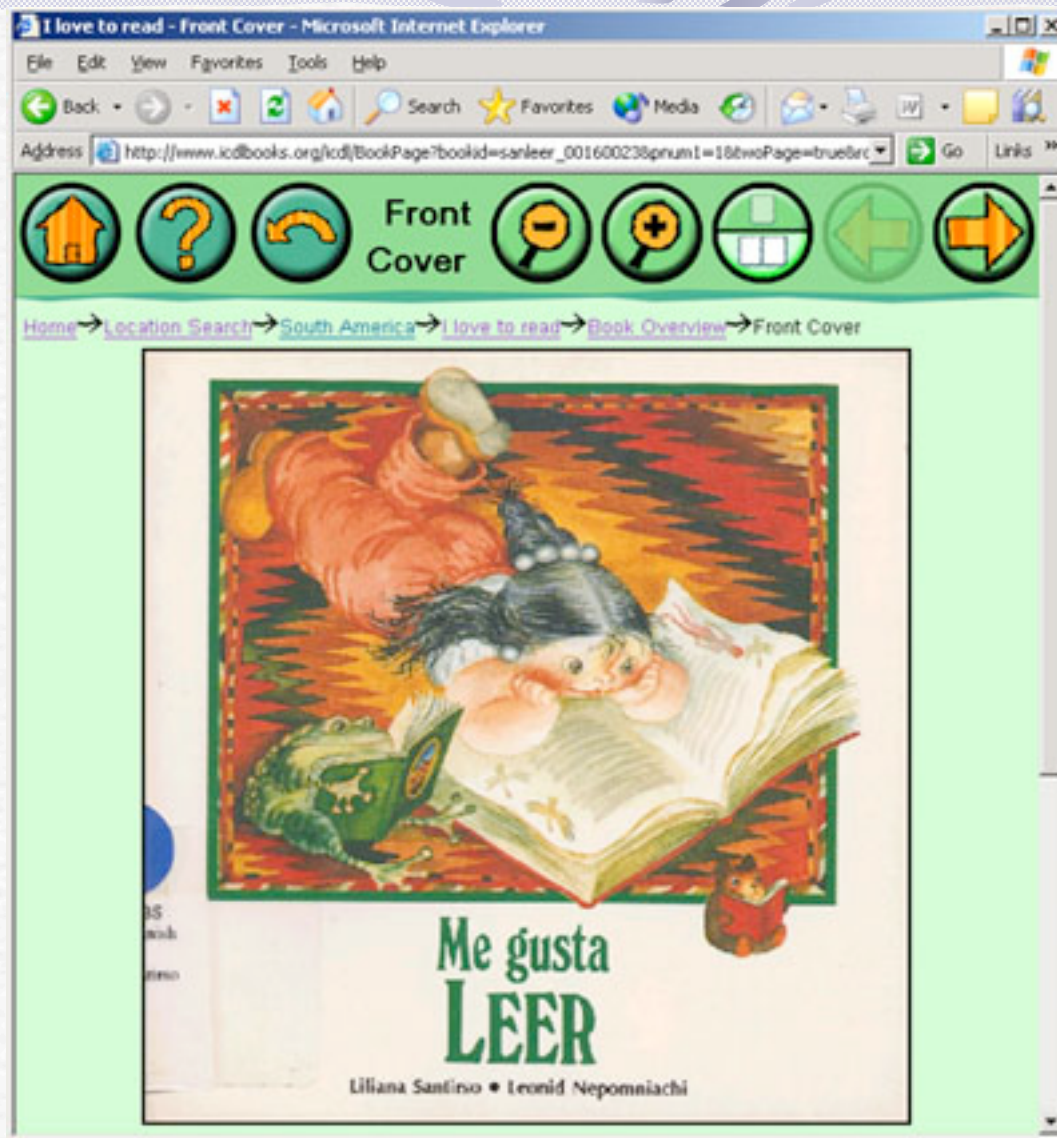 I love to read - Front Cover - Microsoft Internet Explorer
File Edit View Favorites Tools Help
Back Search Favorites Media
Address http://www.icdlbooks.org/icdl/BookPage?bookid=sanleer_00160023&pnum1=1&twoPage=true&rc Go Links »
Front
Cover
Home→Location Search→South America→I love to read→Book Overview→Front Cover
Me gusta
LEER
Liliana Santirso • Leonid Nepomniachi